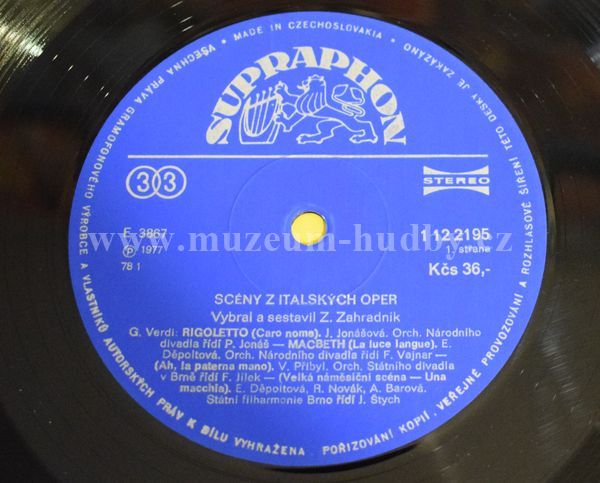 VŠECHNA PRÁVA GRAMOFONOVÉHO VÝROBCE A VLASTNÍKŮ AUTORSKÝCH PRÁV K DÍLU VYHRAŽENA. POŘIZOVÁNÍ KOPIÍ, VEŘEJNÉ PROVOZOVÁNÍ A ROZHLASOVÉ ŠÍŘENÍ TÉTO DESKY JE ZAKÁZÁNO
MADE IN CZECHOSLOVAKIA
SUPRAPHON
33
STEREO
F 3867
℗ 1977
78 1
112 2195
1. strana
Kčs 36,-
www.muzeum-hudby.cz
SCÉNY Z ITALSKÝCH OPER
Vybral a sestavil Z. Zahradník
G. Verdi: RIGOLETTO (Caro nome). J. Jonášová. Orch. Národního
divadla řídí P. Jonáš — MACBETH (La luce langue). E.
Děpoltová. Orch. Národního divadla řídí F. Vajnar —
(Ah, la paterna mano). V. Přibyl. Orch. Státního divadla
v Brně řídí F. Jílek — (Velká náměsíční scéna — Una
macchia). E. Děpoltová, R. Novák, A. Barová.
Státní filharmonie Brno řídí J. Štych